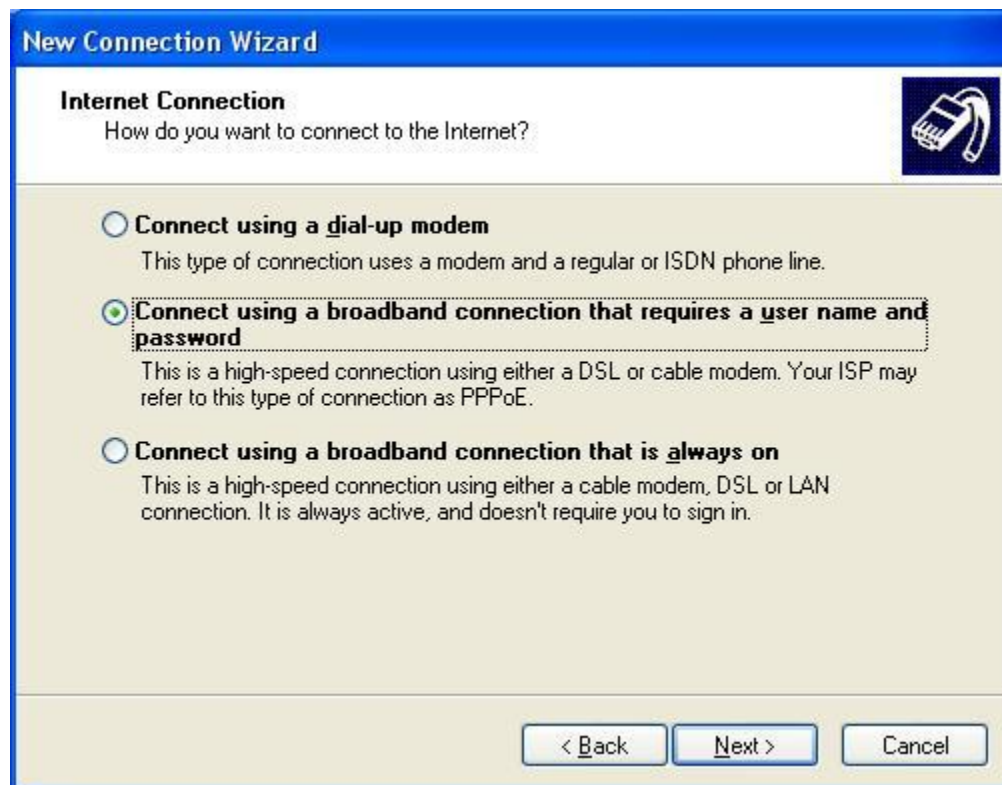 New Connection Wizard
Internet Connection
How do you want to connect to the Internet?
Connect using a dial-up modem
This type of connection uses a modem and a regular or ISDN phone line.
Connect using a broadband connection that requires a user name and
password
This is a high-speed connection using either a DSL or cable modem. Your ISP may
refer to this type of connection as PPPoE.
Connect using a broadband connection that is always on
This is a high-speed connection using either a cable modem, DSL or LAN
connection. It is always active, and doesn't require you to sign in.
< Back
Next >
Cancel